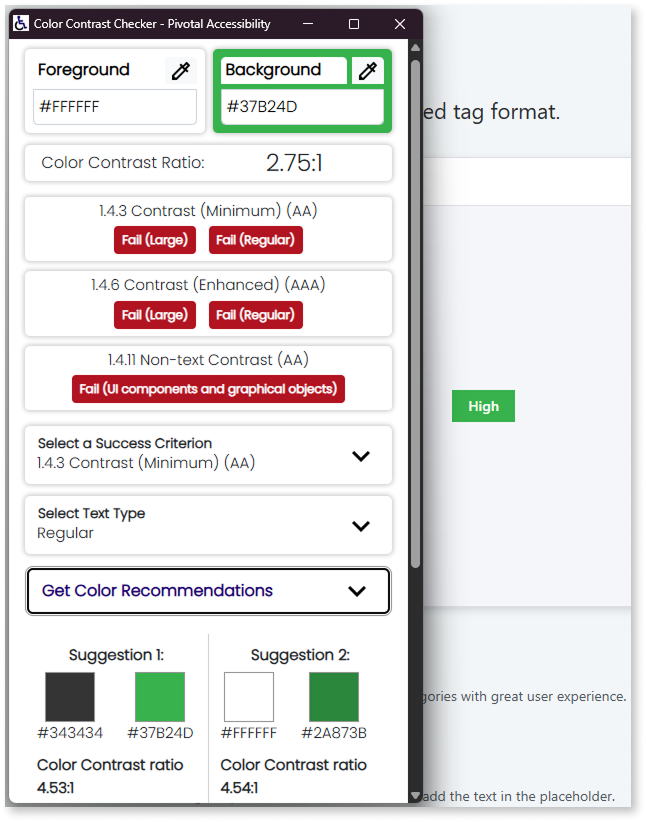 Color Contrast Checker - Pivotal Accessibility
Foreground
Background
#FFFFFF
#37B24D
Color Contrast Ratio: 2.75:1
1.4.3 Contrast (Minimum) (AA)
Fail (Large) Fail (Regular)
1.4.6 Contrast (Enhanced) (AAA)
Fail (Large) Fail (Regular)
1.4.11 Non-text Contrast (AA)
Fail (UI components and graphical objects)
Select a Success Criterion
1.4.3 Contrast (Minimum) (AA)
Select Text Type
Regular
Get Color Recommendations
Suggestion 1:
#343434 #37B24D
Color Contrast ratio
4.53:1
Suggestion 2:
#FFFFFF #2A873B
Color Contrast ratio
4.54:1
ed tag format.
High
gories with great user experience.
add the text in the placeholder.